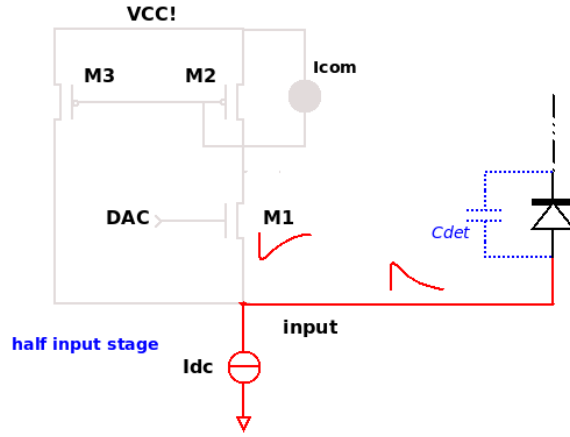 VCC!
M3
M2
Icom
DAC
M1
Cdet
input
half input stage
Idc